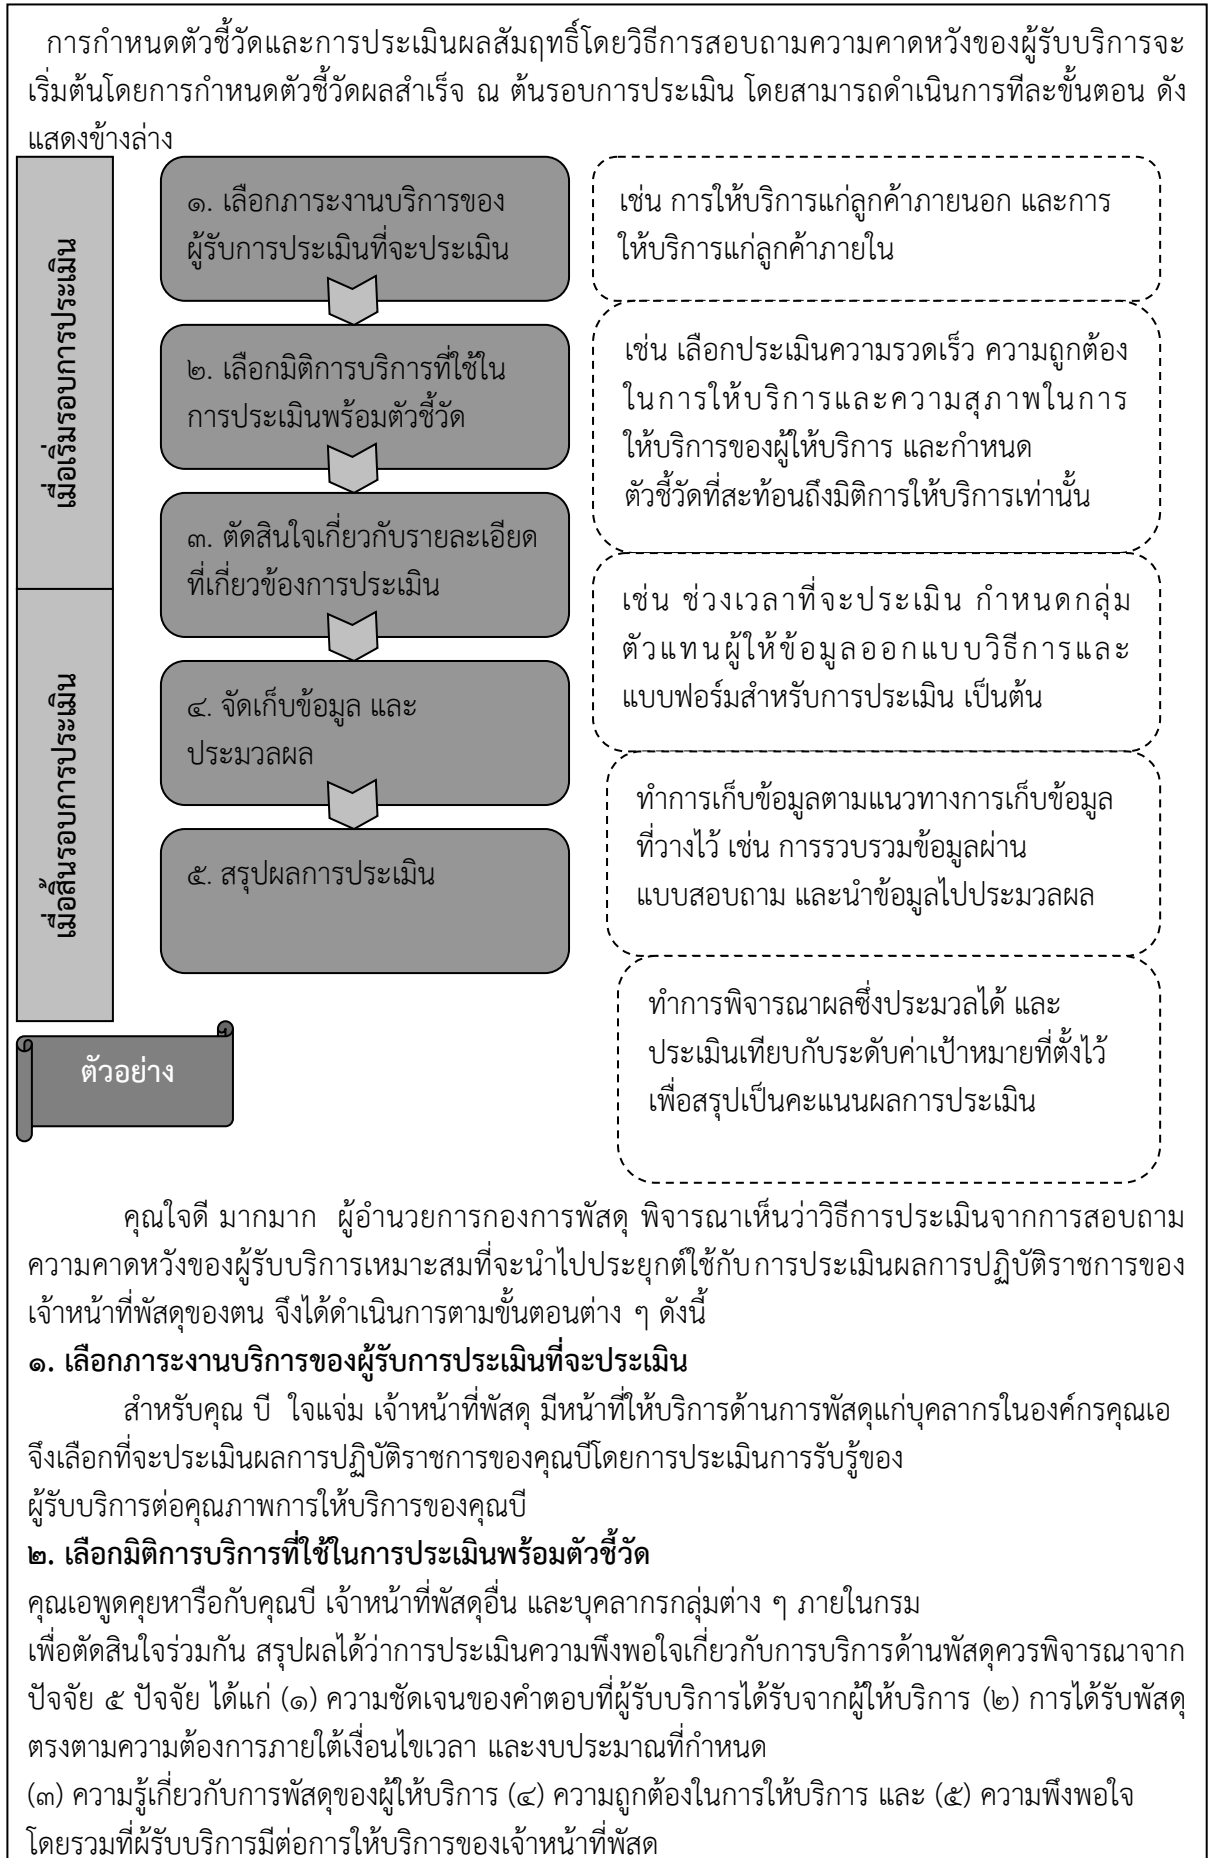 การกำหนดตัวชี้วัดและการประเมินผลสัมฤทธิ์โดยวิธีการสอบถามความคาดหวังของผู้รับบริการจะ
เริ่มต้นโดยการกำหนดตัวชี้วัดผลสำเร็จ ณ ต้นรอบการประเมิน โดยสามารถดำเนินการทีละขั้นตอน ดัง
แสดงข้างล่าง
เมื่อเริ่มรอบการประเมิน
๑. เลือกภาระงานบริการของ
ผู้รับการประเมินที่จะประเมิน
เช่น การให้บริการแก่ลูกค้าภายนอก และการ
ให้บริการแก่ลูกค้าภายใน
๒. เลือกมิติการบริการที่ใช้ใน
การประเมินพร้อมตัวชี้วัด
เช่น เลือกประเมินความรวดเร็ว ความถูกต้อง
ในการให้บริการและความสุภาพในการ
ให้บริการของผู้ให้บริการ และกำหนด
ตัวชี้วัดที่สะท้อนถึงมิติการให้บริการเท่านั้น
๓. ตัดสินใจเกี่ยวกับรายละเอียด
ที่เกี่ยวข้องการประเมิน
เช่น ช่วงเวลาที่จะประเมิน กำหนดกลุ่ม
ตัวแทนผู้ให้ข้อมูลออกแบบวิธีการและ
แบบฟอร์มสำหรับการประเมิน เป็นต้น
เมื่อสิ้นรอบการประเมิน
๔. จัดเก็บข้อมูล และ
ประมวลผล
ทำการเก็บข้อมูลตามแนวทางการเก็บข้อมูล
ที่วางไว้ เช่น การรวบรวมข้อมูลผ่าน
แบบสอบถาม และนำข้อมูลไปประมวลผล
๕. สรุปผลการประเมิน
ทำการพิจารณาผลซึ่งประมวลได้ และ
ประเมินเทียบกับระดับค่าเป้าหมายที่ตั้งไว้
เพื่อสรุปเป็นคะแนนผลการประเมิน
ตัวอย่าง
คุณใจดี มากมาก ผู้อำนวยการกองการพัสดุ พิจารณาเห็นว่าวิธีการประเมินจากการสอบถาม
ความคาดหวังของผู้รับบริการเหมาะสมที่จะนำไปประยุกต์ใช้กับการประเมินผลการปฏิบัติราชการของ
เจ้าหน้าที่พัสดุของตน จึงได้ดำเนินการตามขั้นตอนต่าง ๆ ดังนี้
๑. เลือกภาระงานบริการของผู้รับการประเมินที่จะประเมิน
สำหรับคุณ บี ใจแจ่ม เจ้าหน้าที่พัสดุ มีหน้าที่ให้บริการด้านการพัสดุแก่บุคลากรในองค์กรคุณเอ
จึงเลือกที่จะประเมินผลการปฏิบัติราชการของคุณบีโดยการประเมินการรับรู้ของ
ผู้รับบริการต่อคุณภาพการให้บริการของคุณบี
๒. เลือกมิติการบริการที่ใช้ในการประเมินพร้อมตัวชี้วัด
คุณเอพูดคุยหารือกับคุณบี เจ้าหน้าที่พัสดุอื่น และบุคลากรกลุ่มต่าง ๆ ภายในกรม
เพื่อตัดสินใจร่วมกัน สรุปผลได้ว่าการประเมินความพึงพอใจเกี่ยวกับการบริการด้านพัสดุควรพิจารณาจาก
ปัจจัย ๕ ปัจจัย ได้แก่ (๑) ความชัดเจนของคำตอบที่ผู้รับบริการได้รับจากผู้ให้บริการ (๒) การได้รับพัสดุ
ตรงตามความต้องการภายใต้เงื่อนไขเวลา และงบประมาณที่กำหนด
(๓) ความรู้เกี่ยวกับการพัสดุของผู้ให้บริการ (๔) ความถูกต้องในการให้บริการ และ (๕) ความพึงพอใจ
โดยรวมที่ผู้รับบริการมีต่อการให้บริการของเจ้าหน้าที่พัสดุ